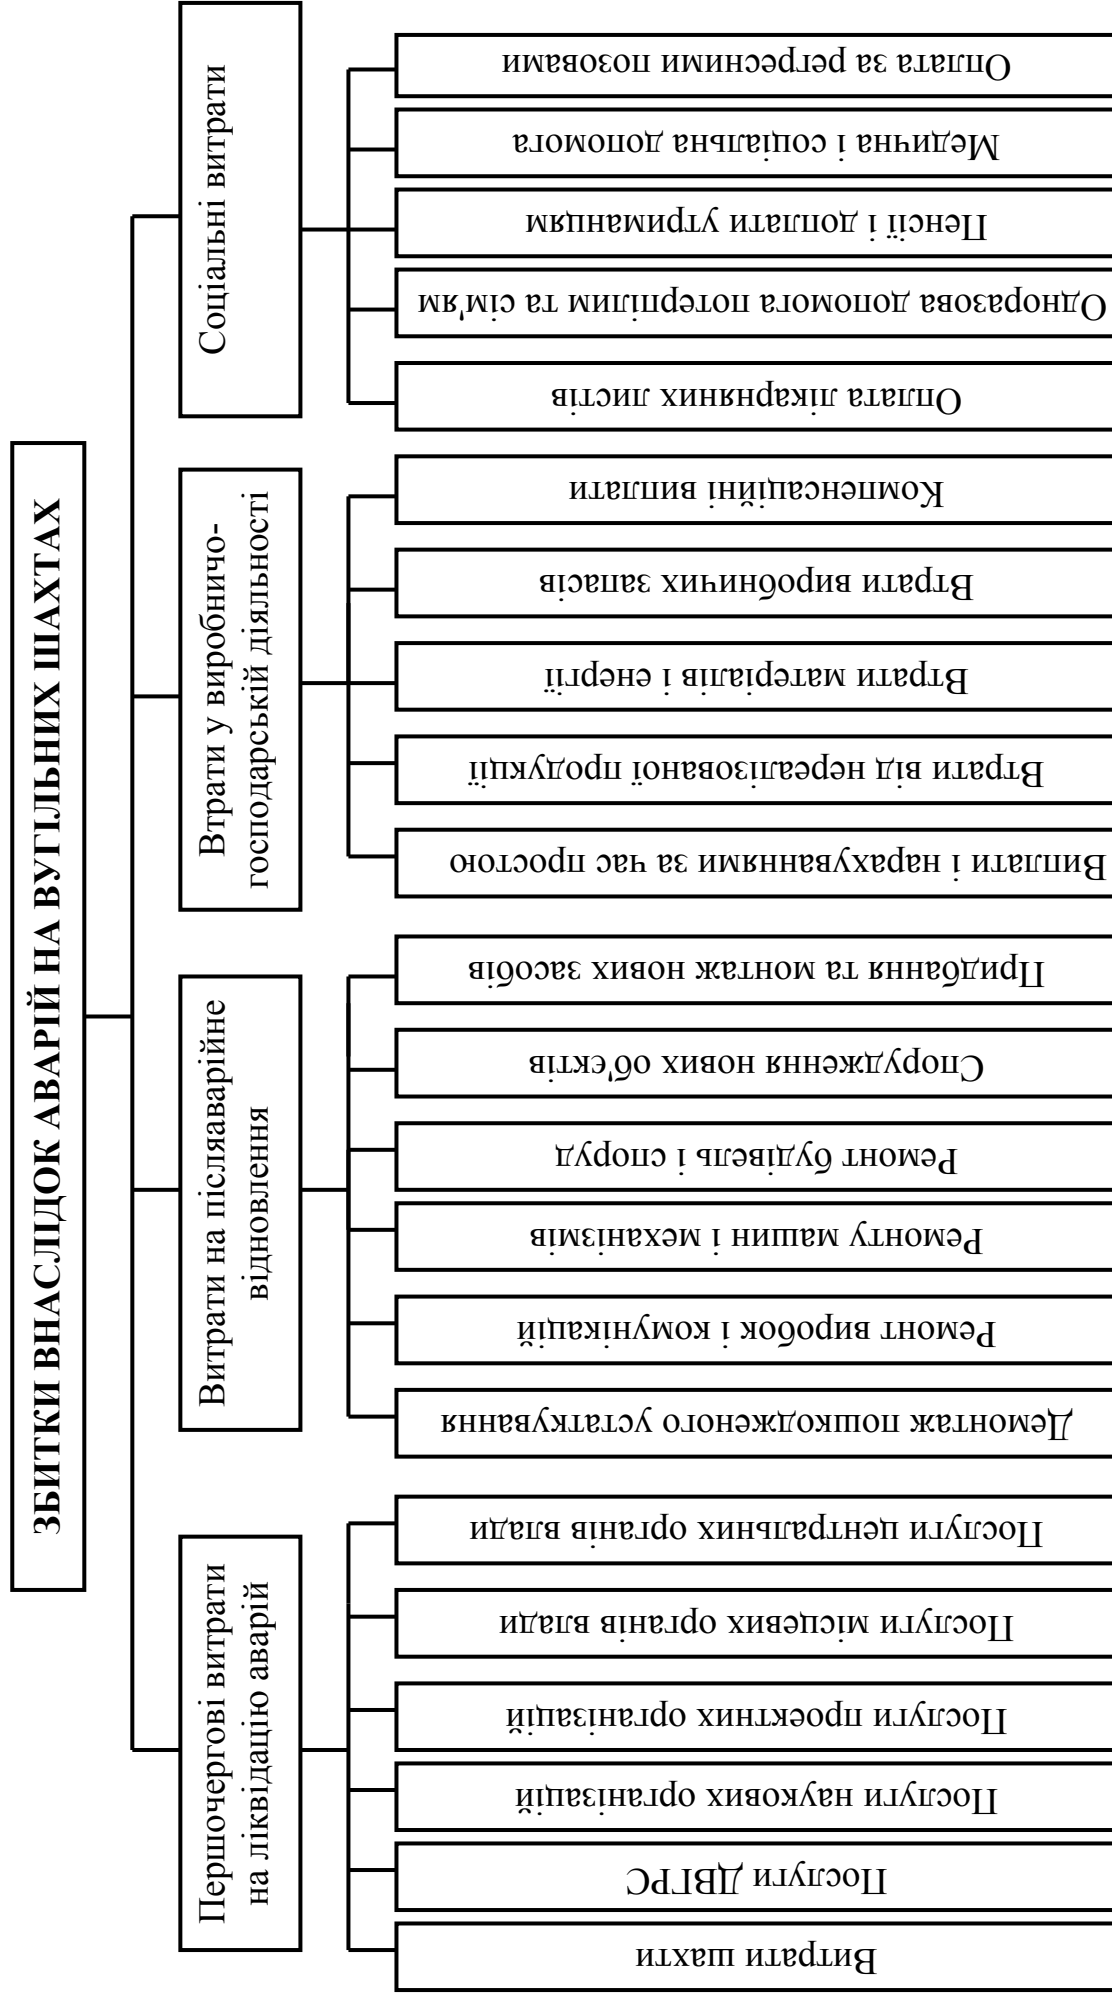 ЗБИТКИ ВНАСЛІДОК АВАРІЙ НА ВУГІЛЬНИХ ШАХТАХ
Першочергові витрати
на ліквідацію аварій
Витрати на післяаварійне
відновлення
Втрати у виробничо-
господарській діяльності
Соціальні витрати
Витрати шахти
Послуги ДВГРС
Послуги наукових організацій
Послуги проектних організацій
Послуги місцевих органів влади
Послуги центральних органів влади
Демонтаж пошкодженого устаткування
Ремонт виробок і комунікацій
Ремонту машин і механізмів
Ремонт будівель і споруд
Спорудження нових об'єктів
Придбання та монтаж нових засобів
Виплати і нарахуваннями за час простою
Втрати від нереалізованої продукції
Втрати матеріалів і енергії
Втрати виробничих запасів
Компенсаційні виплати
Оплата лікарняних листів
Одноразова допомога потерпілим та сім'ям
Пенсії і доплати утриманцям
Медична і соціальна допомога
Оплата за регресними позовами